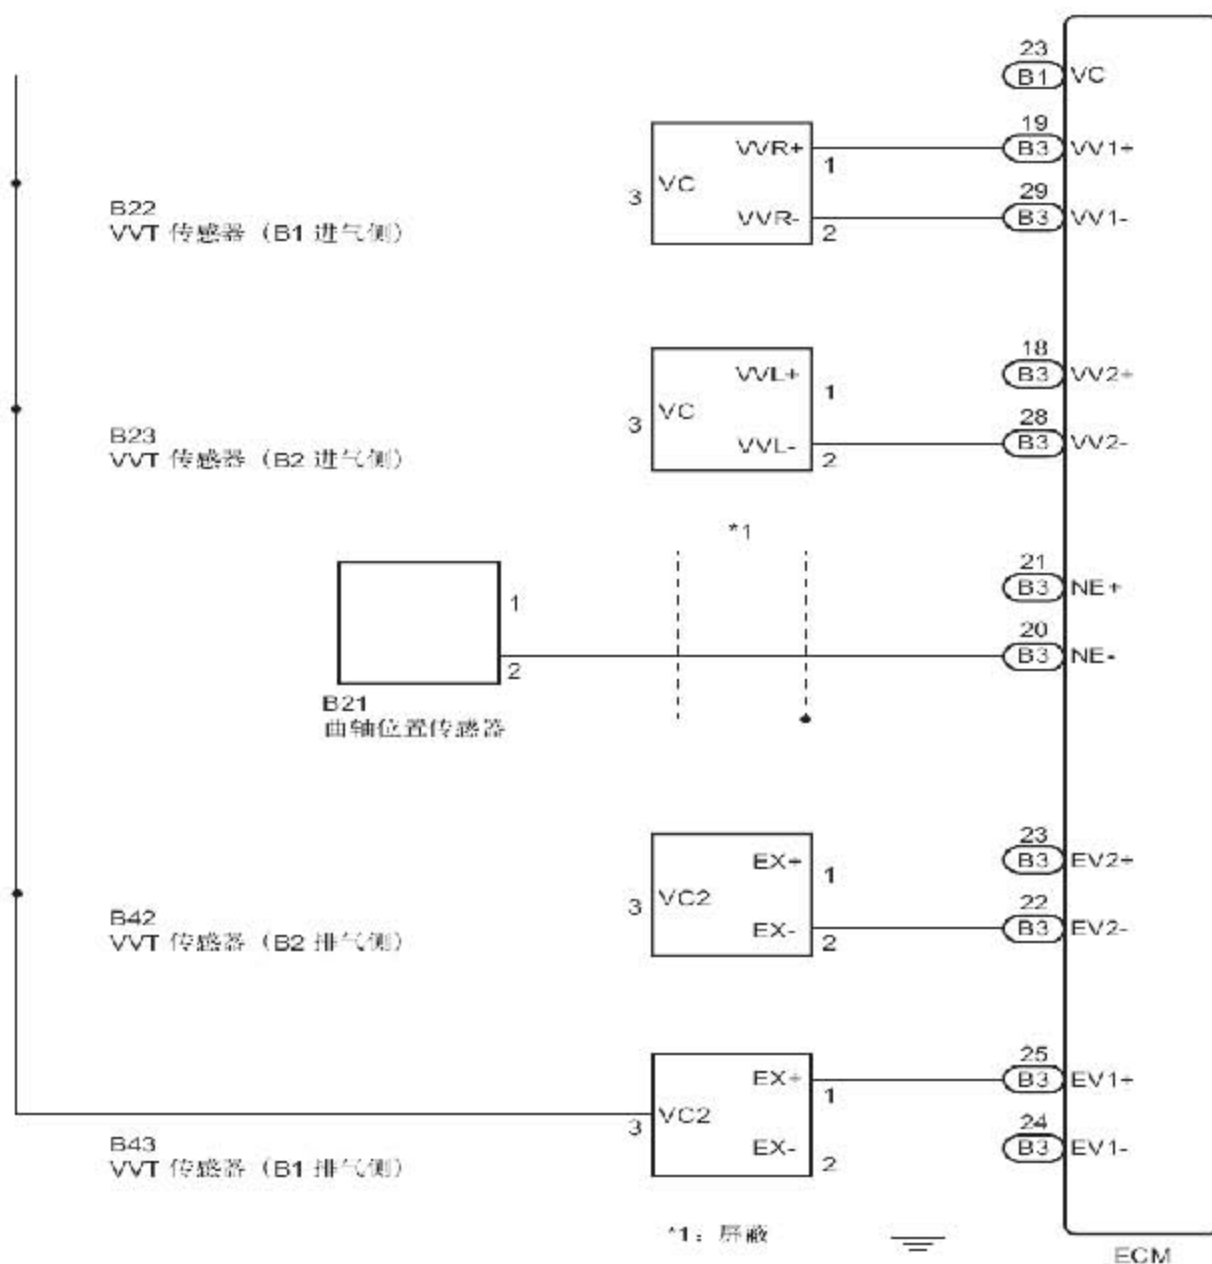 23
B1 VC
19
VVR+ 1 B3 VV1+
3 VC
29
VVR- 2 B3 VV1-
B22
VVT 传感器（B1 进气侧）
18
VVL+ 1 B3 VV2+
3 VC
28
VVL- 2 B3 VV2-
B23
VVT 传感器（B2 进气侧）
*1
21
1 B3 NE+
20
2 B3 NE-
B21
曲轴位置传感器
23
EX+ 1 B3 EV2+
3 VC2
22
EX- 2 B3 EV2-
B42
VVT 传感器（B2 排气侧）
25
EX+ 1 B3 EV1+
3 VC2
24
EX- 2 B3 EV1-
B43
VVT 传感器（B1 排气侧）
*1：屏蔽
ECM